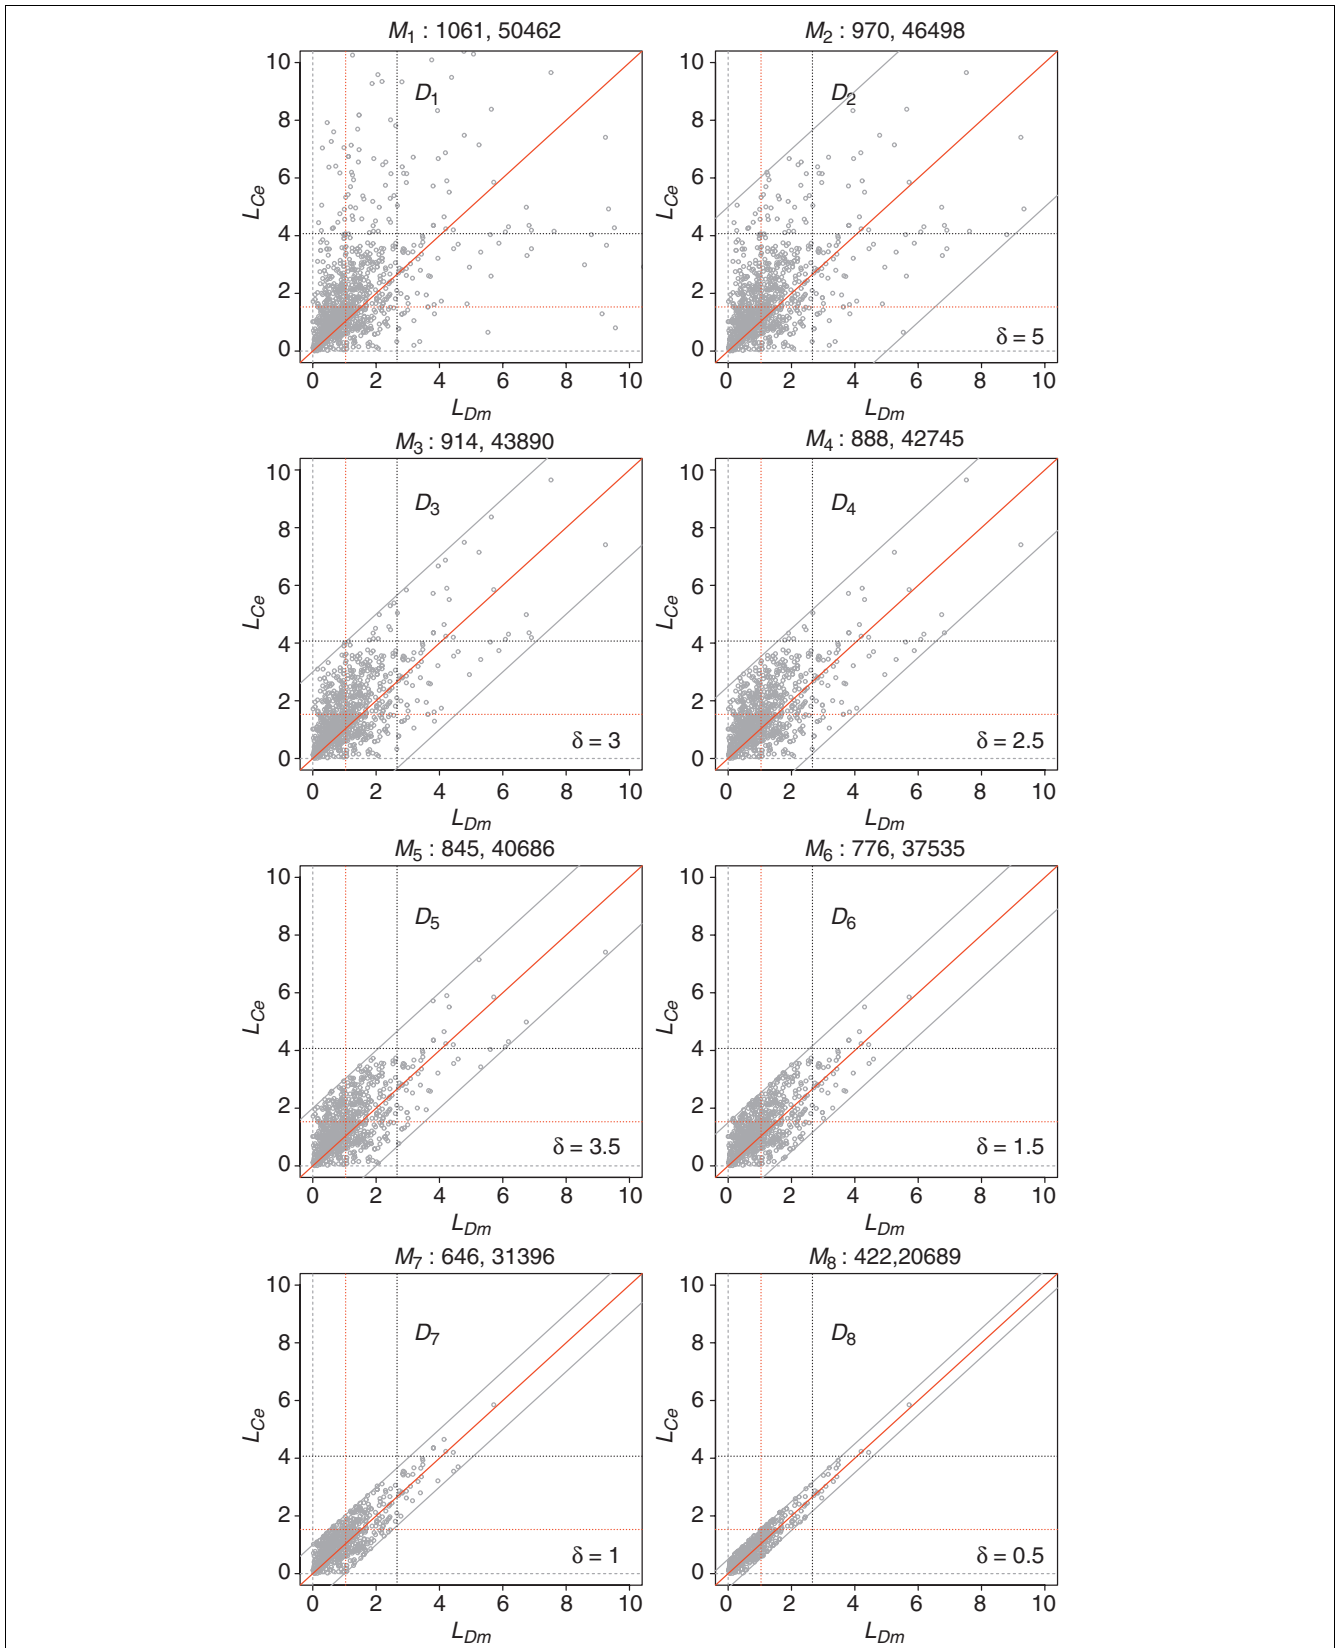 M1 : 1061, 50462
M2 : 970, 46498
10
8
6
4
2
0
LCe
D1
0 2 4 6 8 10
LDm
10
8
6
4
2
0
LCe
D2
δ = 5
0 2 4 6 8 10
LDm
M3 : 914, 43890
M4 : 888, 42745
10
8
6
4
2
0
LCe
D3
δ = 3
0 2 4 6 8 10
LDm
10
8
6
4
2
0
LCe
D4
δ = 2.5
0 2 4 6 8 10
LDm
M5 : 845, 40686
M6 : 776, 37535
10
8
6
4
2
0
LCe
D5
δ = 3.5
0 2 4 6 8 10
LDm
10
8
6
4
2
0
LCe
D6
δ = 1.5
0 2 4 6 8 10
LDm
M7 : 646, 31396
M8 : 422,20689
10
8
6
4
2
0
LCe
D7
δ = 1
0 2 4 6 8 10
LDm
10
8
6
4
2
0
LCe
D8
δ = 0.5
0 2 4 6 8 10
LDm